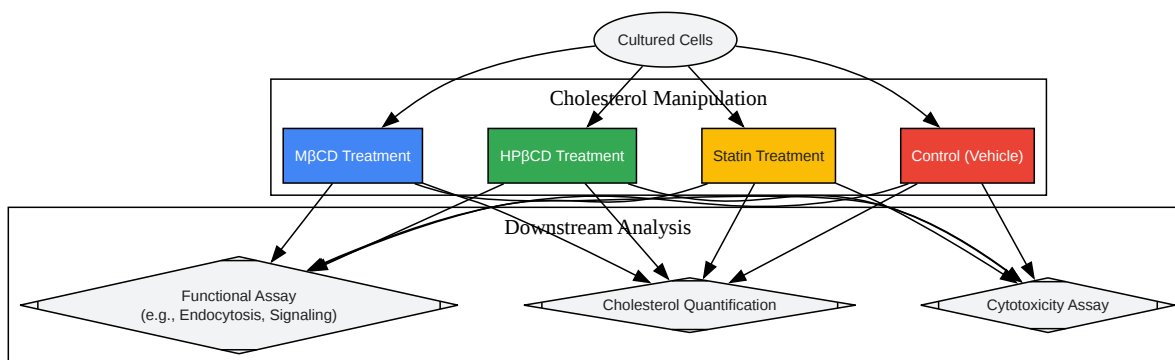 Cultured Cells
Cholesterol Manipulation
MβCD Treatment
HPβCD Treatment
Statin Treatment
Control (Vehicle)
Downstream Analysis
Functional Assay
(e.g., Endocytosis, Signaling)
Cholesterol Quantification
Cytotoxicity Assay